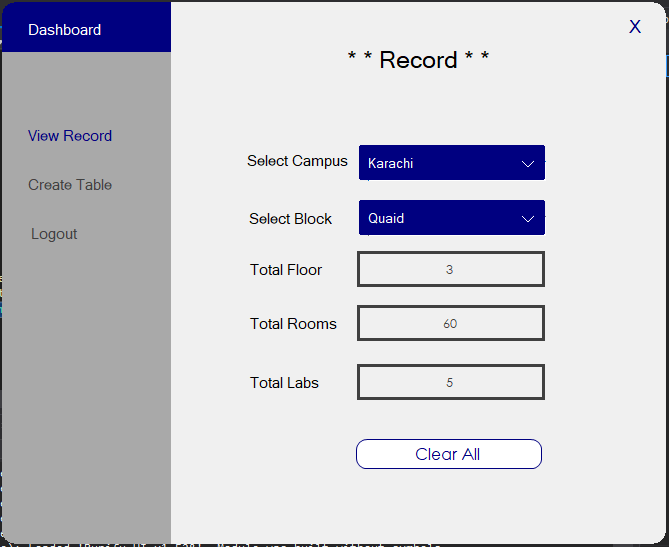 Dashboard
X
* * Record * *
View Record
Create Table
Logout
Select Campus Karachi
Select Block Quaid
Total Floor 3
Total Rooms 60
Total Labs 5
Clear All